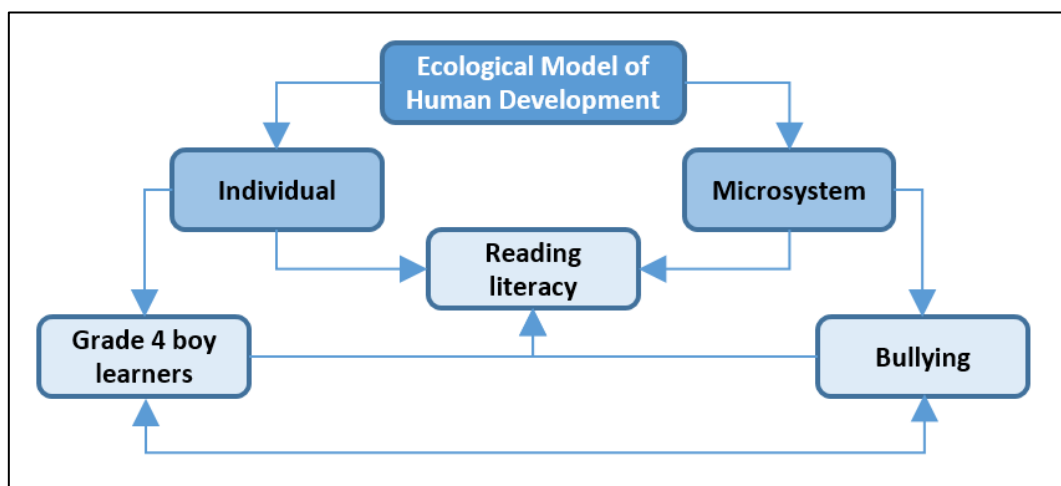 Ecological Model of
Human Development
Individual
Microsystem
Reading
literacy
Grade 4 boy
learners
Bullying